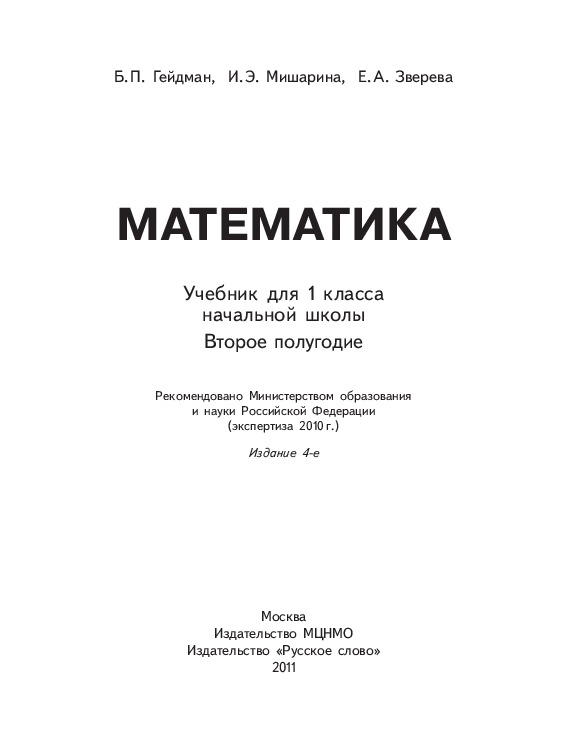 Б. П. Гейдман, И. Э. Мишарина, Е. А. Зверева
МАТЕМАТИКА
Учебник для 1 класса
начальной школы
Второе полугодие
Рекомендовано Министерством образования
и науки Российской Федерации
(экспертиза 2010 г.)
Издание 4-е
Москва
Издательство МЦНМО
Издательство «Русское слово»
2011